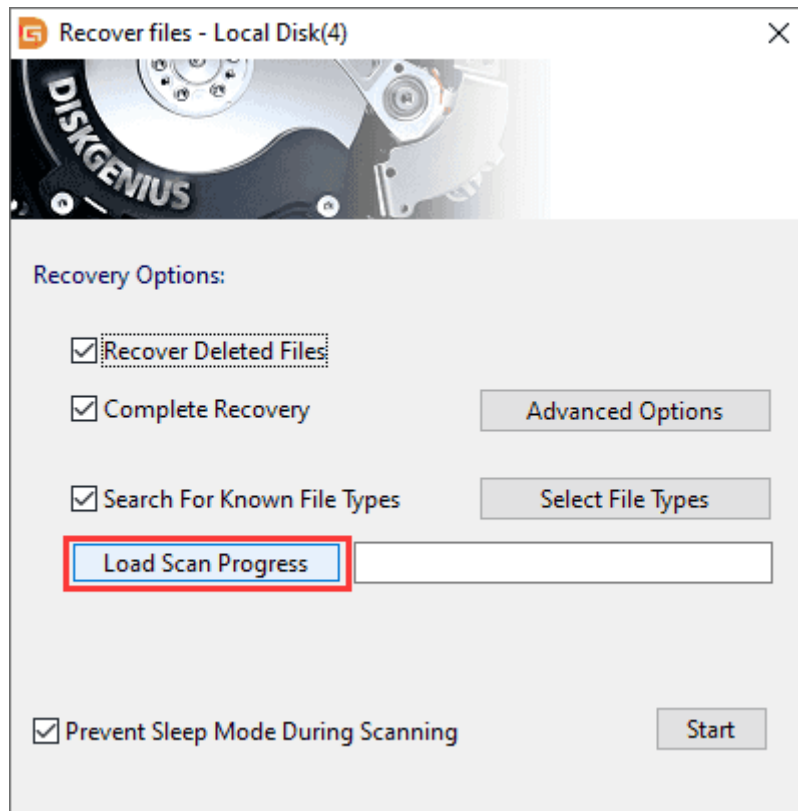 Recover files - Local Disk(4)
DISKGENIUS
Recovery Options:
Recover Deleted Files
Complete Recovery
Advanced Options
Search For Known File Types
Select File Types
Load Scan Progress
Prevent Sleep Mode During Scanning
Start